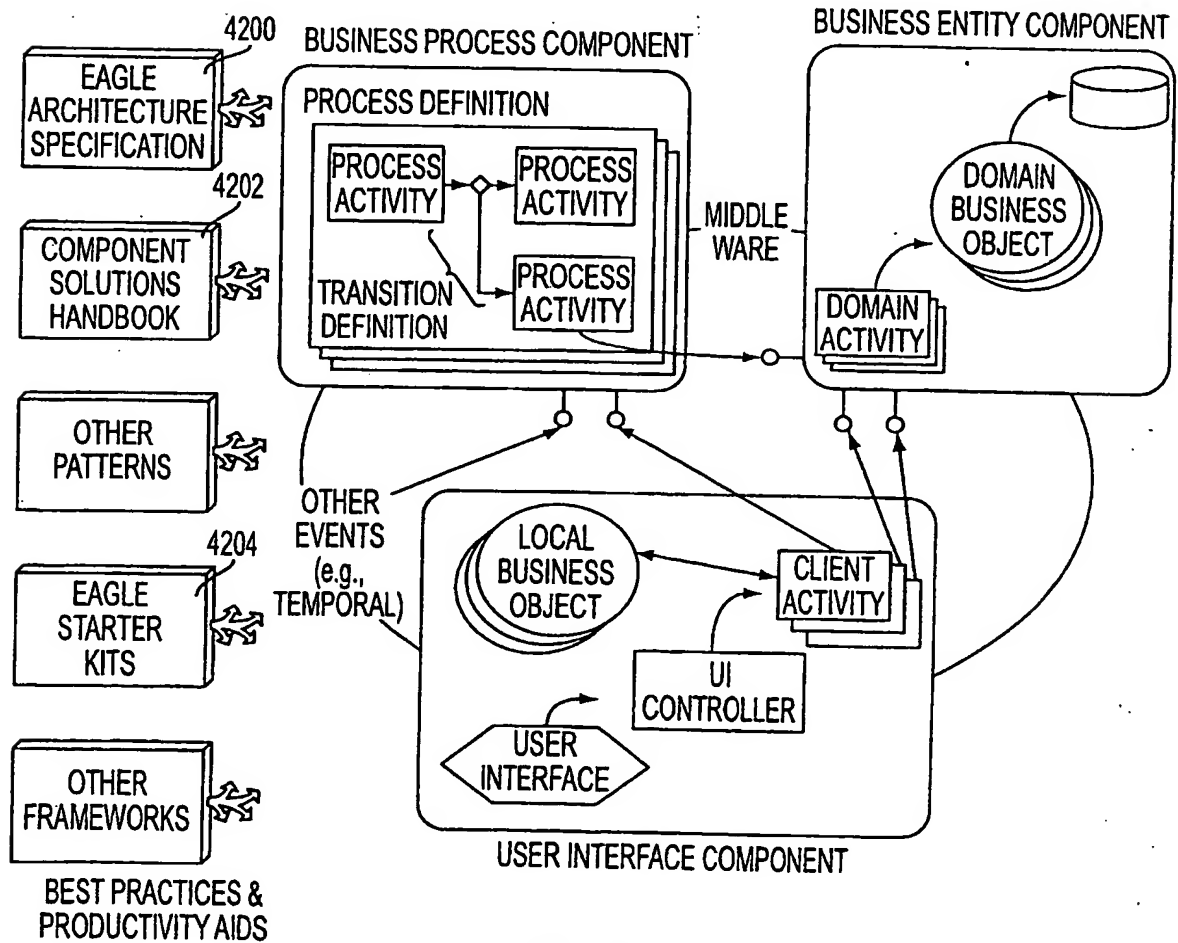 4200
EAGLE
ARCHITECTURE
SPECIFICATION
4202
COMPONENT
SOLUTIONS
HANDBOOK
OTHER
PATTERNS
4204
EAGLE
STARTER
KITS
OTHER
FRAMEWORKS
BEST PRACTICES &
PRODUCTIVITY AIDS
BUSINESS PROCESS COMPONENT
PROCESS DEFINITION
PROCESS
ACTIVITY
PROCESS
ACTIVITY
PROCESS
ACTIVITY
TRANSITION
DEFINITION
MIDDLE
WARE
BUSINESS ENTITY COMPONENT
DOMAIN
BUSINESS
OBJECT
DOMAIN
ACTIVITY
OTHER
EVENTS
(e.g.,
TEMPORAL)
LOCAL
BUSINESS
OBJECT
CLIENT
ACTIVITY
UI
CONTROLLER
USER
INTERFACE
USER INTERFACE COMPONENT